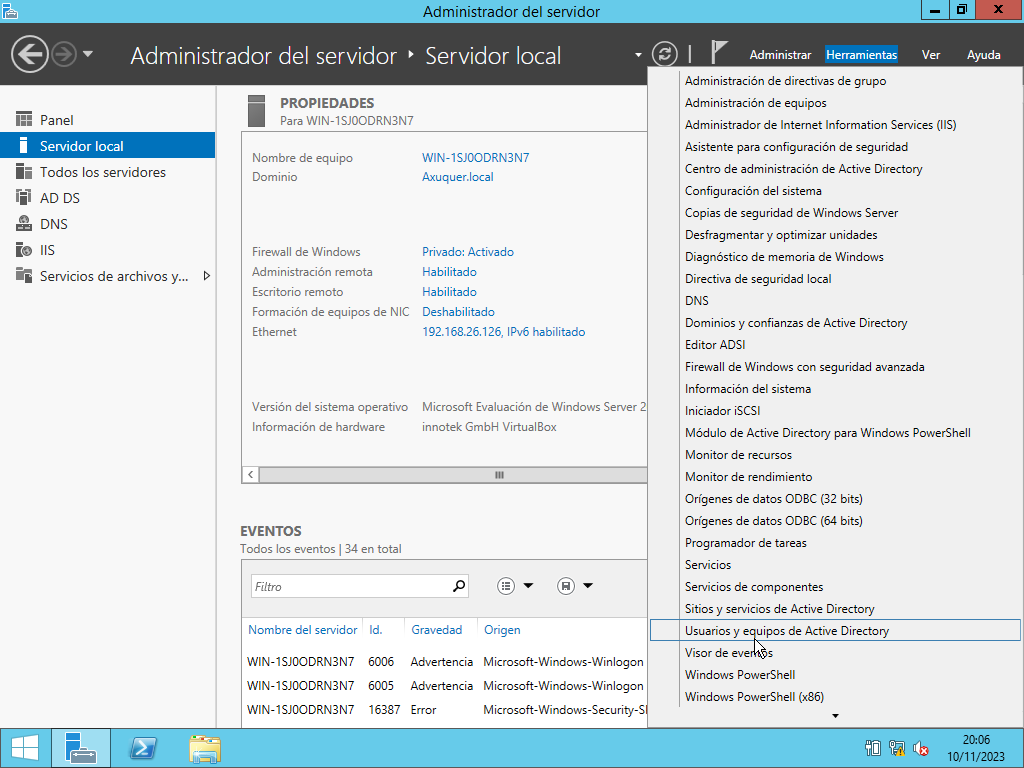 Administrador del servidor
Administrador del servidor ‣ Servidor local
Administrar Herramientas Ver Ayuda
Panel
Servidor local
Todos los servidores
AD DS
DNS
IIS
Servicios de archivos y...
PROPIEDADES
Para WIN-1SJ0ODRN3N7
Nombre de equipo WIN-1SJ0ODRN3N7
Dominio Axuquer.local
Firewall de Windows Privado: Activado
Administración remota Habilitado
Escritorio remoto Habilitado
Formación de equipos de NIC Deshabilitado
Ethernet 192.168.26.126, IPv6 habilitado
Versión del sistema operativo Microsoft Evaluación de Windows Server 2
Información de hardware innotek GmbH VirtualBox
EVENTOS
Todos los eventos | 34 en total
Filtro
Nombre del servidor Id. Gravedad Origen
WIN-1SJ0ODRN3N7 6006 Advertencia Microsoft-Windows-Winlogon
WIN-1SJ0ODRN3N7 6005 Advertencia Microsoft-Windows-Winlogon
WIN-1SJ0ODRN3N7 16387 Error Microsoft-Windows-Security-S
Administración de directivas de grupo
Administración de equipos
Administrador de Internet Information Services (IIS)
Asistente para configuración de seguridad
Centro de administración de Active Directory
Configuración del sistema
Copias de seguridad de Windows Server
Desfragmentar y optimizar unidades
Diagnóstico de memoria de Windows
Directiva de seguridad local
DNS
Dominios y confianzas de Active Directory
Editor ADSI
Firewall de Windows con seguridad avanzada
Información del sistema
Iniciador iSCSI
Módulo de Active Directory para Windows PowerShell
Monitor de recursos
Monitor de rendimiento
Orígenes de datos ODBC (32 bits)
Orígenes de datos ODBC (64 bits)
Programador de tareas
Servicios
Servicios de componentes
Sitios y servicios de Active Directory
Usuarios y equipos de Active Directory
Visor de eventos
Windows PowerShell
Windows PowerShell (x86)
20:06
10/11/2023